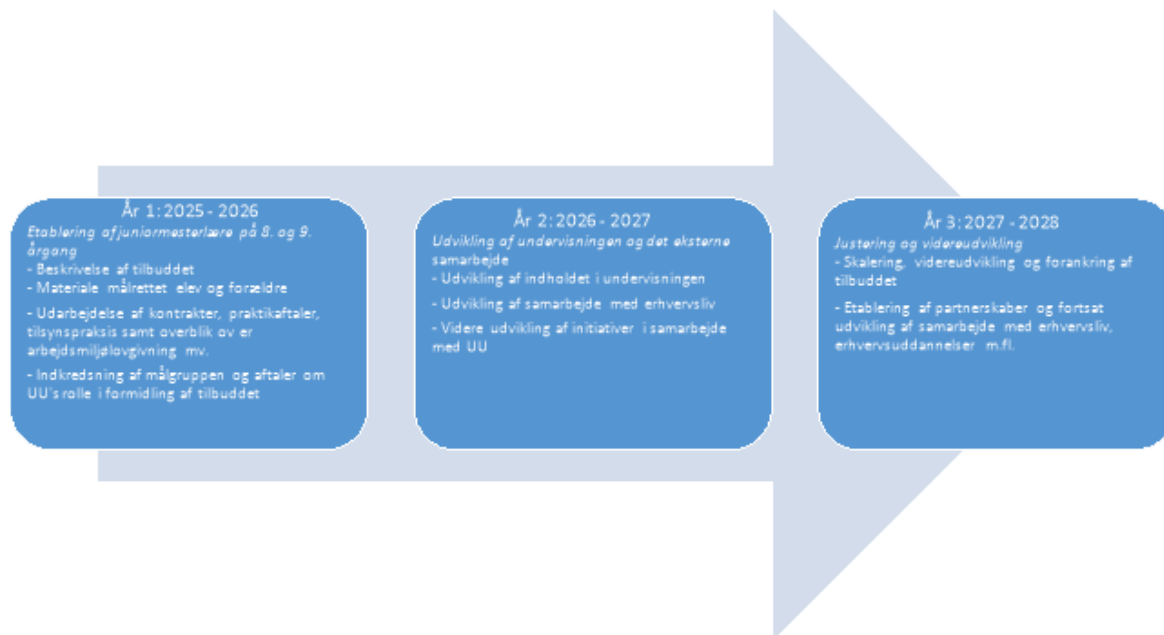 År 1: 2025 - 2026
Etablering af juniormesterlære på 8. og 9.
årgang
- Beskrivelse af tilbuddet
- Materiale målrettet elev og forældre
- Udarbejdelse af kontrakter, praktikaftaler,
tilsynspraksis samt overblik ov er
arbejdsmiljølovgivning mv.
- Indkredsning af målgruppen og aftaler om
UU's rolle i formidling af tilbuddet
År 2: 2026 - 2027
Udvikling af undervisningen og det eksterne
samarbejde
- Udvikling af indholdet i undervisningen
- Udvikling af samarbejde med erhvervsliv
- Videre udvikling af initiativer i samarbejde
med UU
År 3: 2027 - 2028
Justering og videreudvikling
- Skalering, videreudvikling og forankring af
tilbuddet
- Etablering af partnerskaber og fortsat
udvikling af samarbejde med erhvervsliv,
erhvervsuddannelser m.fl.